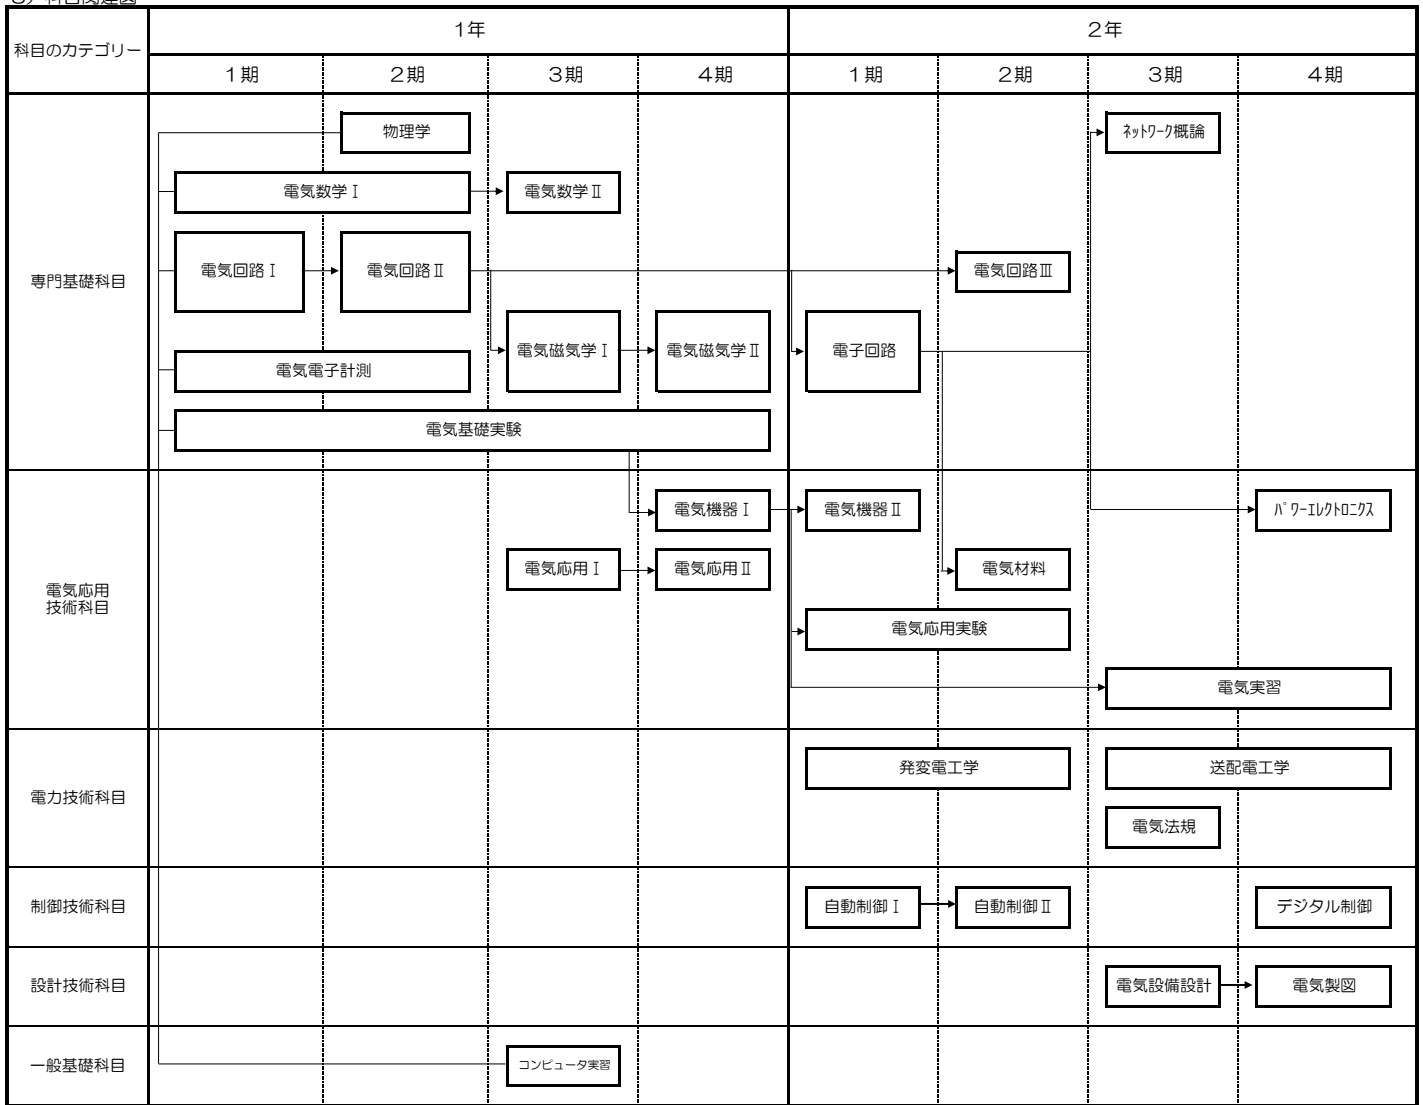 科目のカテゴリー
1年
2年
1期
2期
3期
4期
1期
2期
3期
4期
専門基礎科目
物理学
ﾈｯﾄﾜｰｸ概論
電気数学Ⅰ
電気数学Ⅱ
電気回路Ⅰ
電気回路Ⅱ
電気回路Ⅲ
電気磁気学Ⅰ
電気磁気学Ⅱ
電子回路
電気電子計測
電気基礎実験
電気応用
技術科目
電気機器Ⅰ
電気機器Ⅱ
ﾊﾟﾜｰｴﾚｸﾄﾛﾆｸｽ
電気応用Ⅰ
電気応用Ⅱ
電気材料
電気応用実験
電気実習
電力技術科目
発変電工学
送配電工学
電気法規
制御技術科目
自動制御Ⅰ
自動制御Ⅱ
デジタル制御
設計技術科目
電気設備設計
電気製図
一般基礎科目
コンピュータ実習